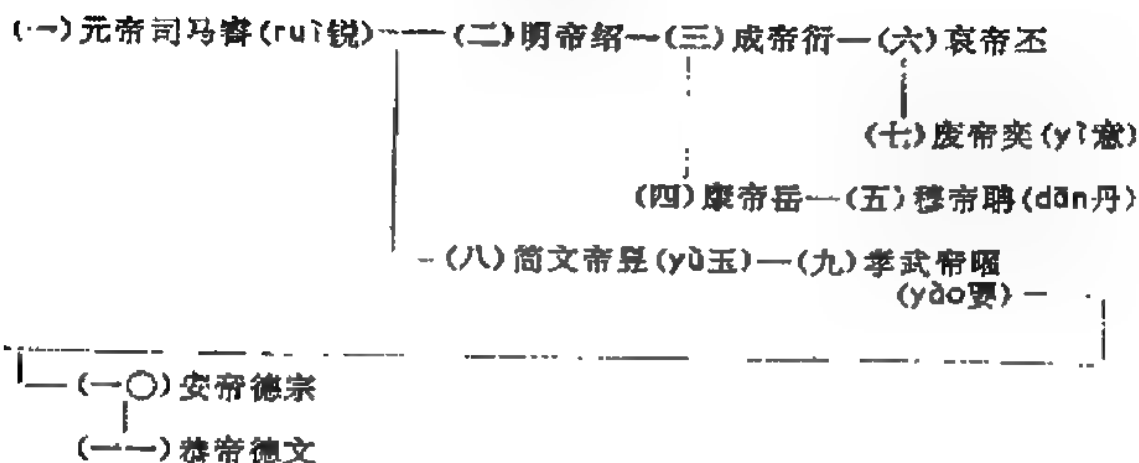 (一)元帝司马睿(ruì锐)——(二)明帝绍—(三)成帝衍—(六)哀帝丕
(七)废帝奕(yì意)
(四)康帝岳—(五)穆帝聃(dān丹)
(八)简文帝昱(yù玉)—(九)孝武帝曜
(yào要)
(一〇)安帝德宗
(一一)恭帝德文